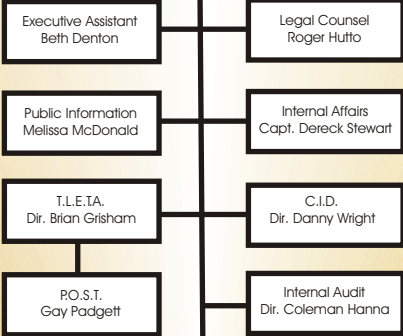 Executive Assistant
Beth Denton
Legal Counsel
Roger Hutto
Public Information
Melissa McDonald
Internal Affairs
Capt. Dereck Stewart
T.L.E.T.A.
Dir. Brian Grisham
C.I.D.
Dir. Danny Wright
P.O.S.T.
Gay Padgett
Internal Audit
Dir. Coleman Hanna